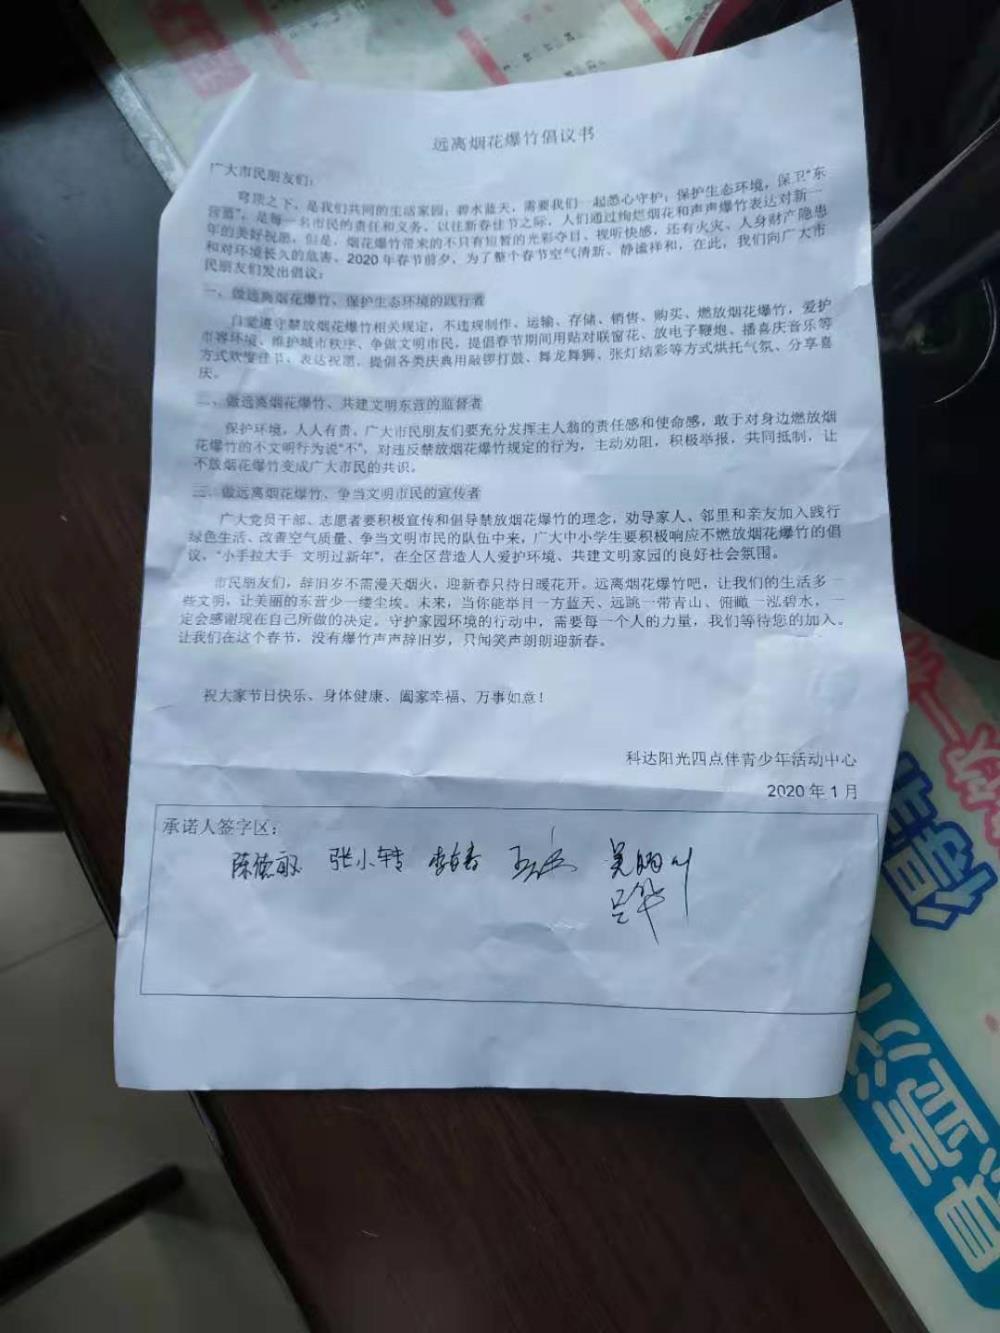 远离烟花爆竹倡议书
广大市民朋友们：
穹顶之下，是我们共同的生活家园；碧水蓝天，需要我们一起悉心守护；保护生态环境，保卫“东
营蓝”，是每一名市民的责任和义务。以往新春佳节之际，人们通过绚烂烟花和声声爆竹表达对新一
年的美好祝愿。但是，烟花爆竹带来的不只有短暂的光彩夺目、视听快感，还有火灾、人身财产隐患
和对环境长久的危害。2020年春节前夕，为了整个春节空气清新、静谧祥和，在此，我们向广大市
民朋友们发出倡议：
一、做远离烟花爆竹、保护生态环境的践行者
自觉遵守禁放烟花爆竹相关规定，不违规制作、运输、存储、销售、购买、燃放烟花爆竹，爱护
市容环境、维护城市秩序、争做文明市民，提倡春节期间用贴对联窗花、放电子鞭炮、播喜庆音乐等
方式欢度佳节、表达祝愿，提倡各类庆典用敲锣打鼓、舞龙舞狮、张灯结彩等方式烘托气氛、分享喜
庆。
二、做远离烟花爆竹、共建文明东营的监督者
保护环境，人人有责。广大市民朋友们要充分发挥主人翁的责任感和使命感，敢于对身边燃放烟
花爆竹的不文明行为说“不”，对违反禁放烟花爆竹规定的行为，主动劝阻，积极举报，共同抵制，让
不放烟花爆竹变成广大市民的共识。
三、做远离烟花爆竹、争当文明市民的宣传者
广大党员干部、志愿者要积极宣传和倡导禁放烟花爆竹的理念，劝导家人、邻里和亲友加入践行
绿色生活、改善空气质量、争当文明市民的队伍中来，广大中小学生要积极响应不燃放烟花爆竹的倡
议，“小手拉大手 文明过新年”，在全区营造人人爱护环境、共建文明家园的良好社会氛围。
市民朋友们，辞旧岁不需漫天烟火，迎新春只待日暖花开。远离烟花爆竹吧，让我们的生活多一
些文明，让美丽的东营少一缕尘埃。未来，当你能举目一方蓝天、远眺一带青山、俯瞰一泓碧水，一
定会感谢现在自己所做的决定。守护家园环境的行动中，需要每一个人的力量，我们等待您的加入。
让我们在这个春节，没有爆竹声声辞旧岁，只闻笑声朗朗迎新春。
祝大家节日快乐、身体健康、阖家幸福、万事如意！
科达阳光四点伴青少年活动中心
2020年1月
承诺人签字区：
陈德敏 张小转
吕华